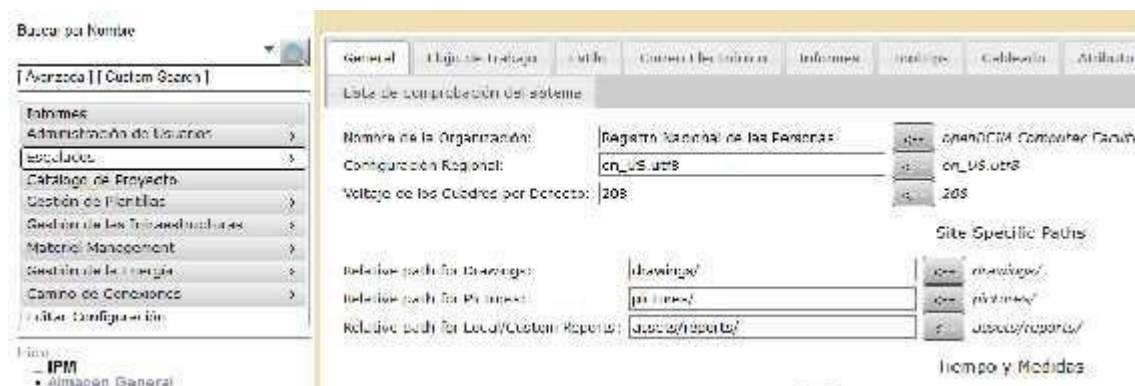 Buscar por Nombre
[ Avanzada ] [ Custom Search ]
Informes
Administración de Usuarios >
Escalados >
Catálogo de Proyecto
Gestión de Plantillas >
Gestión de las Infraestructuras >
Materiel Management >
Gestión de la Energía >
Camino de Conexiones >
Editar Configuración
IPM
• Almacen General
General Flujo de Trabajo Estilo Correo Electrónico Informes Tooltips Cableado Atributo
Lista de comprobación del sistema
Nombre de la Organización: Registro Nacional de las Personas <-- openDCIM Computer Facilit
Configuración Regional: en_US.utf8 <-- en_US.utf8
Voltaje de los Cuadros por Defecto: 208 <-- 208
Site Specific Paths
Relative path for Drawings: drawings/ <-- drawings/
Relative path for Pictures: pictures/ <-- pictures/
Relative path for Local/Custom Reports: assets/reports/ <-- assets/reports/
Tiempo y Medidas